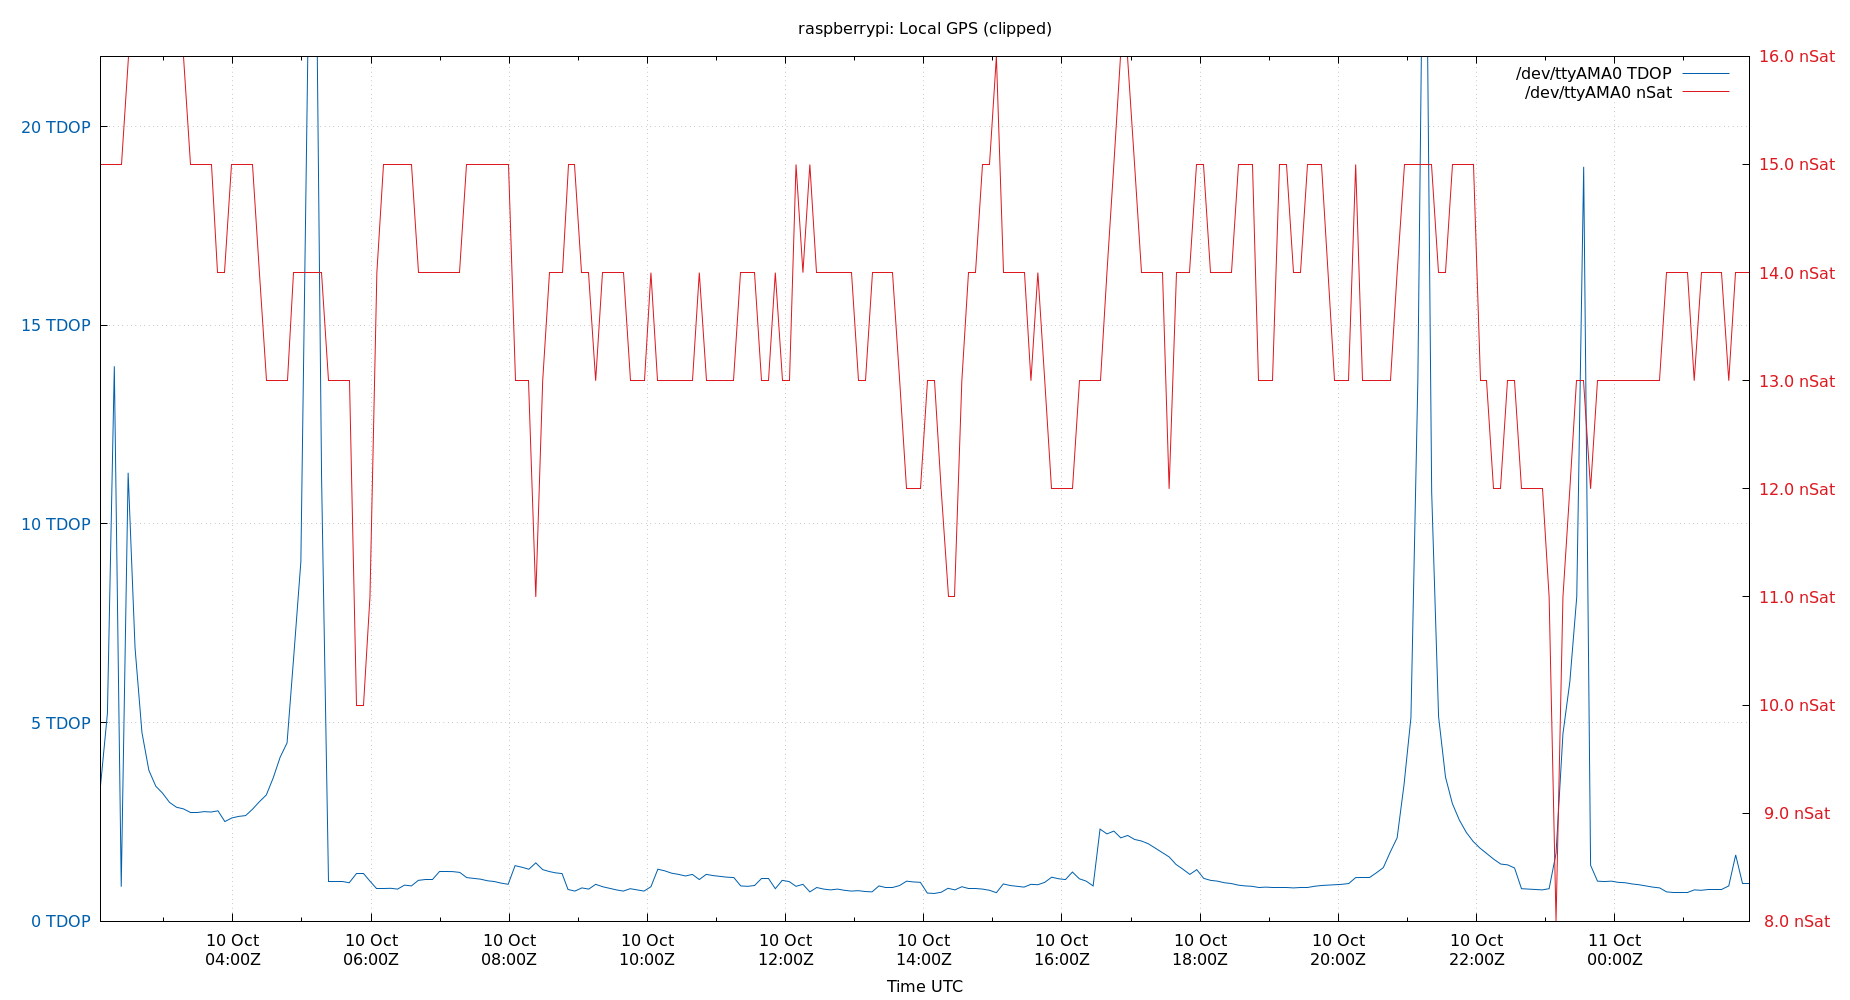 raspberrypi: Local GPS (clipped)
/dev/ttyAMA0 TDOP
/dev/ttyAMA0 nSat
20 TDOP
15 TDOP
10 TDOP
5 TDOP
0 TDOP
16.0 nSat
15.0 nSat
14.0 nSat
13.0 nSat
12.0 nSat
11.0 nSat
10.0 nSat
9.0 nSat
8.0 nSat
10 Oct
04:00Z
10 Oct
06:00Z
10 Oct
08:00Z
10 Oct
10:00Z
10 Oct
12:00Z
10 Oct
14:00Z
10 Oct
16:00Z
10 Oct
18:00Z
10 Oct
20:00Z
10 Oct
22:00Z
11 Oct
00:00Z
Time UTC